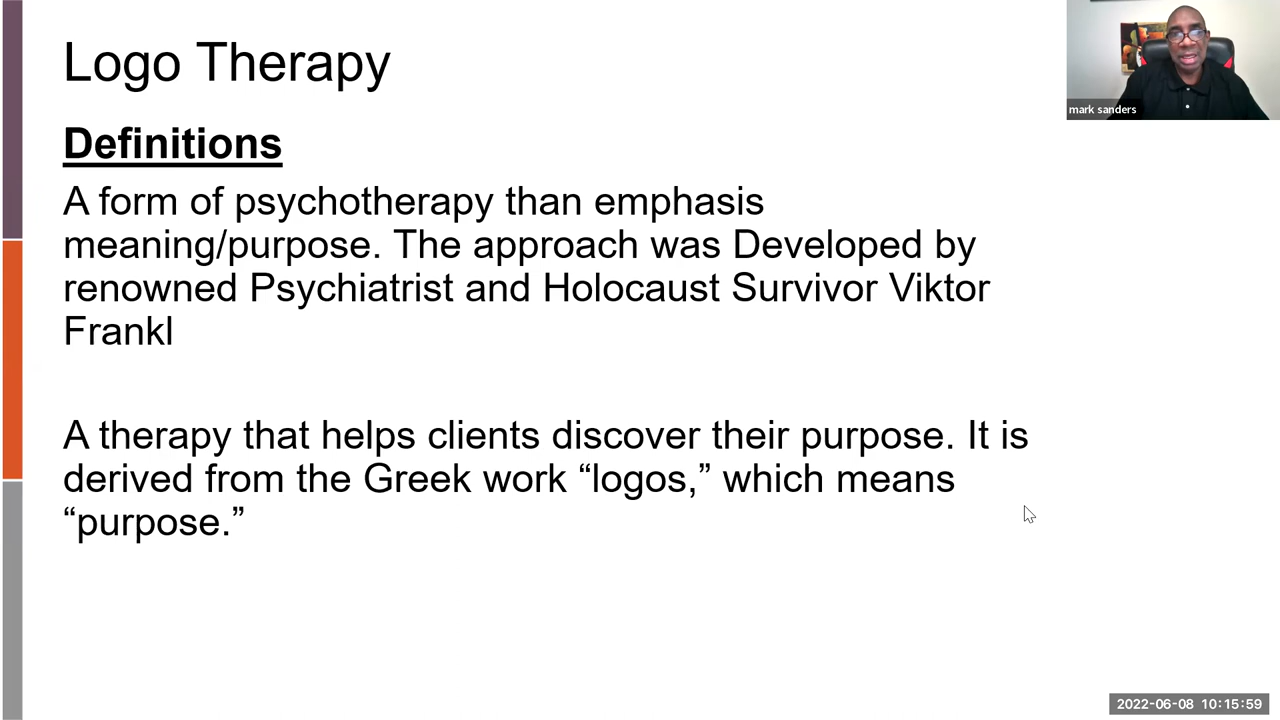 Logo Therapy
Definitions
A form of psychotherapy than emphasis
meaning/purpose. The approach was Developed by
renowned Psychiatrist and Holocaust Survivor Viktor
Frankl
A therapy that helps clients discover their purpose. It is
derived from the Greek work “logos,” which means
“purpose.”
mark sanders
2022-06-08 10:15:59